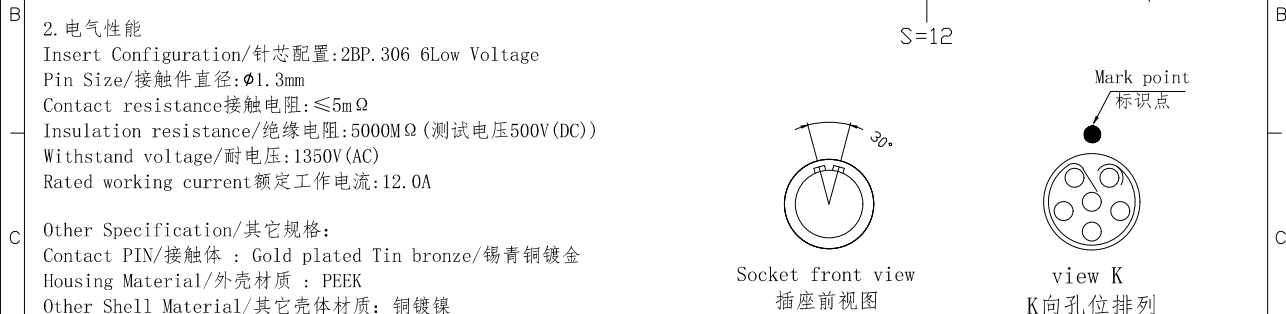 B
B
2.电气性能
S=12
Insert Configuration/针芯配置:2BP.306 6Low Voltage
Pin Size/接触件直径:Φ1.3mm
Mark point
标识点
Contact resistance接触电阻:≤5mΩ
Insulation resistance/绝缘电阻:5000MΩ(测试电压500V(DC))
30°
Withstand voltage/耐电压:1350V(AC)
Rated working current额定工作电流:12.0A
Other Specification/其它规格:
C
C
Contact PIN/接触体 : Gold plated Tin bronze/锡青铜镀金
Housing Material/外壳材质 : PEEK
Other Shell Material/其它壳体材质: 铜镀镍
Socket front view
插座前视图
view K
K向孔位排列